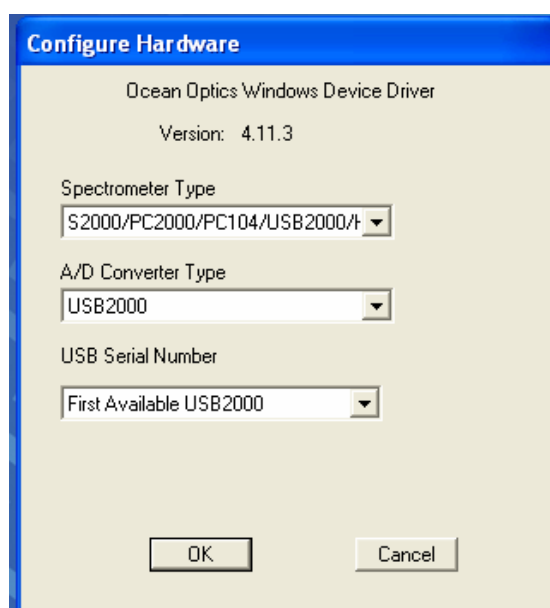 Configure Hardware
Ocean Optics Windows Device Driver
Version: 4.11.3
Spectrometer Type
S2000/PC2000/PC104/USB2000/H
A/D Converter Type
USB2000
USB Serial Number
First Available USB2000
OK Cancel